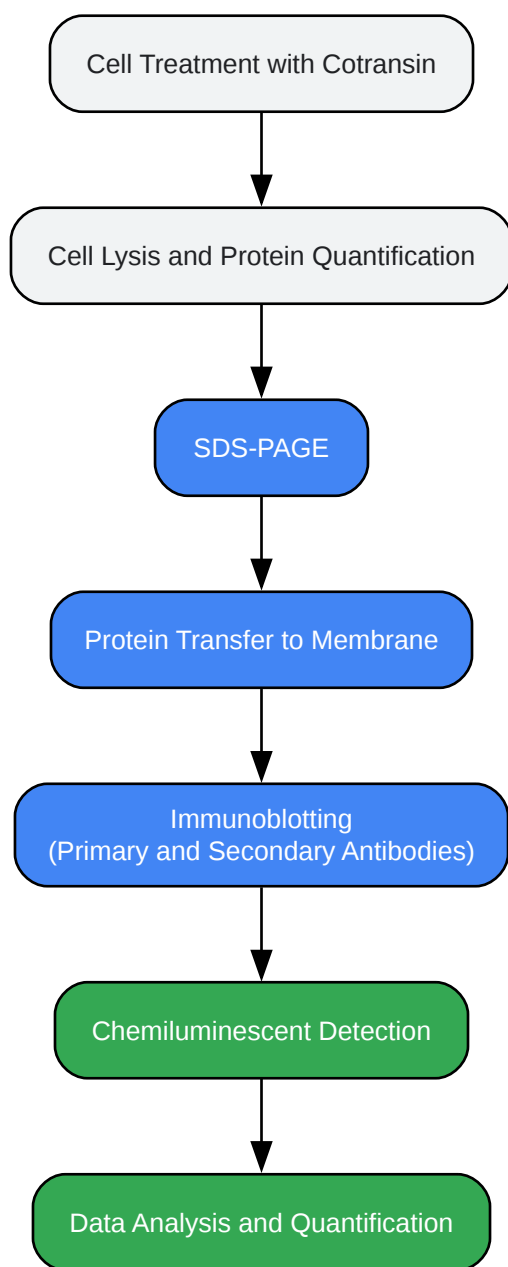 Cell Treatment with Cotransin
Cell Lysis and Protein Quantification
SDS-PAGE
Protein Transfer to Membrane
Immunoblotting
(Primary and Secondary Antibodies)
Chemiluminescent Detection
Data Analysis and Quantification